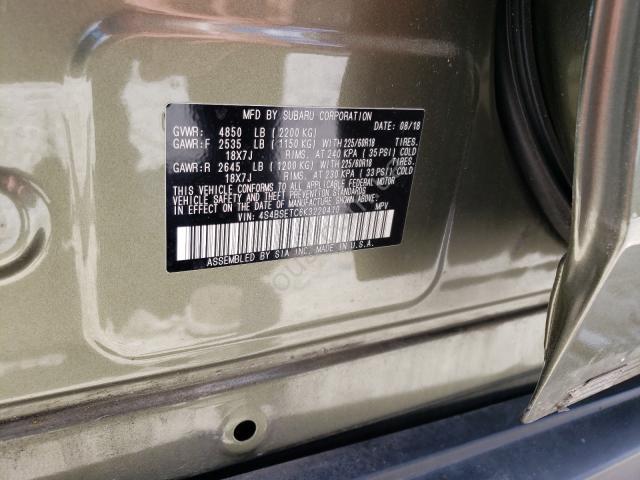 MFD BY SUBARU CORPORATION
DATE: 08/18
GVWR: 4850 LB (2200 KG)
GAWR:F 2535 LB (1150 KG) WITH 225/60R18 TIRES.
18X7J RIMS. AT 240 KPA (35 PSI) COLD
GAWR:R 2645 LB (1200 KG) WITH 225/60R18 TIRES.
18X7J RIMS. AT 230 KPA (33 PSI) COLD
THIS VEHICLE CONFORMS TO ALL APPLICABLE FEDERAL MOTOR
VEHICLE SAFETY AND THEFT PREVENTION STANDARDS
IN EFFECT ON THE DATE OF MANUFACTURE SHOWN ABOVE.
VIN: MPV
ASSEMBLED BY SIA INC. MADE IN U.S.A.